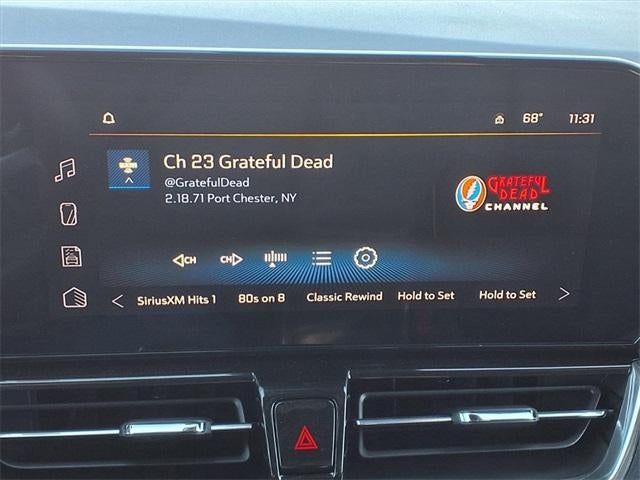 68° 11:31
Ch 23 Grateful Dead
@GratefulDead
2.18.71 Port Chester, NY
GRATEFUL
DEAD
CHANNEL
CH CH
SiriusXM Hits 1 80s on 8 Classic Rewind Hold to Set Hold to Set